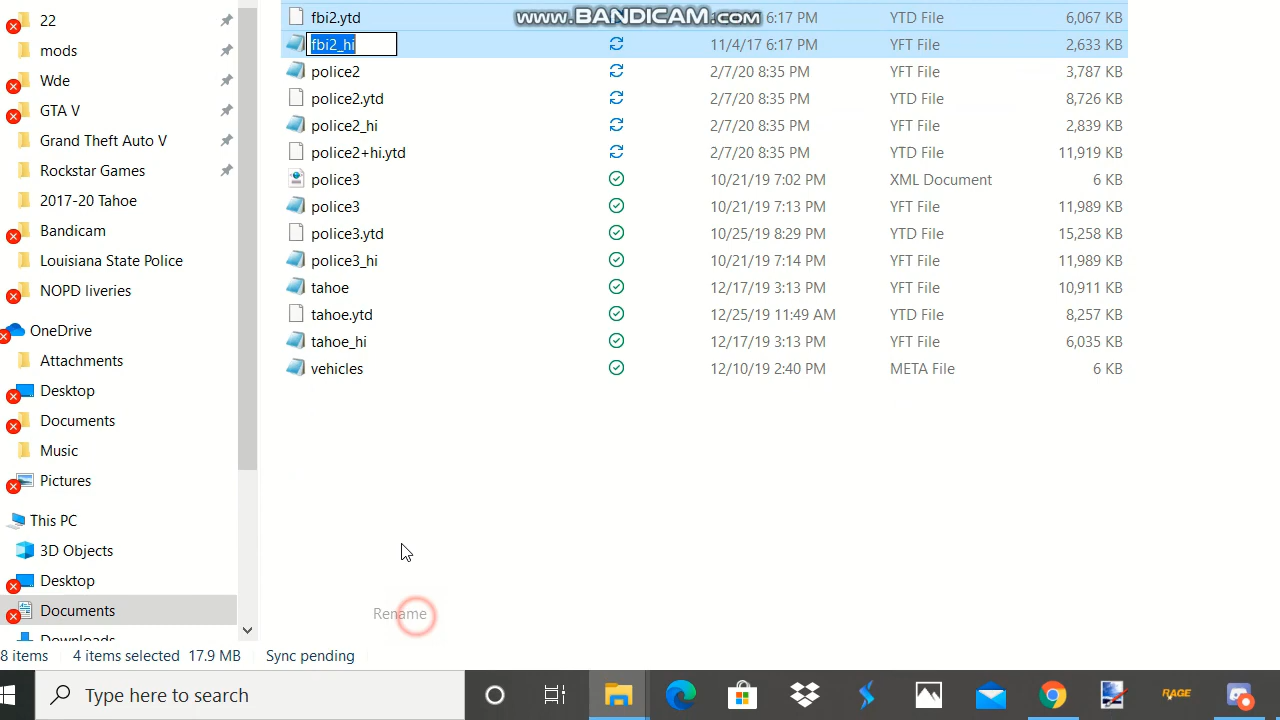 22
mods
Wde
GTA V
Grand Theft Auto V
Rockstar Games
2017-20 Tahoe
Bandicam
Louisiana State Police
NOPD liveries
OneDrive
Attachments
Desktop
Documents
Music
Pictures
This PC
3D Objects
Desktop
Documents
Downloads
www.BANDICAM.com
fbi2.ytd 6:17 PM YTD File 6,067 KB
fbi2_hi 11/4/17 6:17 PM YFT File 2,633 KB
police2 2/7/20 8:35 PM YFT File 3,787 KB
police2.ytd 2/7/20 8:35 PM YTD File 8,726 KB
police2_hi 2/7/20 8:35 PM YFT File 2,839 KB
police2+hi.ytd 2/7/20 8:35 PM YTD File 11,919 KB
police3 10/21/19 7:02 PM XML Document 6 KB
police3 10/21/19 7:13 PM YFT File 11,989 KB
police3.ytd 10/25/19 8:29 PM YTD File 15,258 KB
police3_hi 10/21/19 7:14 PM YFT File 11,989 KB
tahoe 12/17/19 3:13 PM YFT File 10,911 KB
tahoe.ytd 12/25/19 11:49 AM YTD File 8,257 KB
tahoe_hi 12/17/19 3:13 PM YFT File 6,035 KB
vehicles 12/10/19 2:40 PM META File 6 KB
Rename
8 items 4 items selected 17.9 MB Sync pending
Type here to search
RAGE